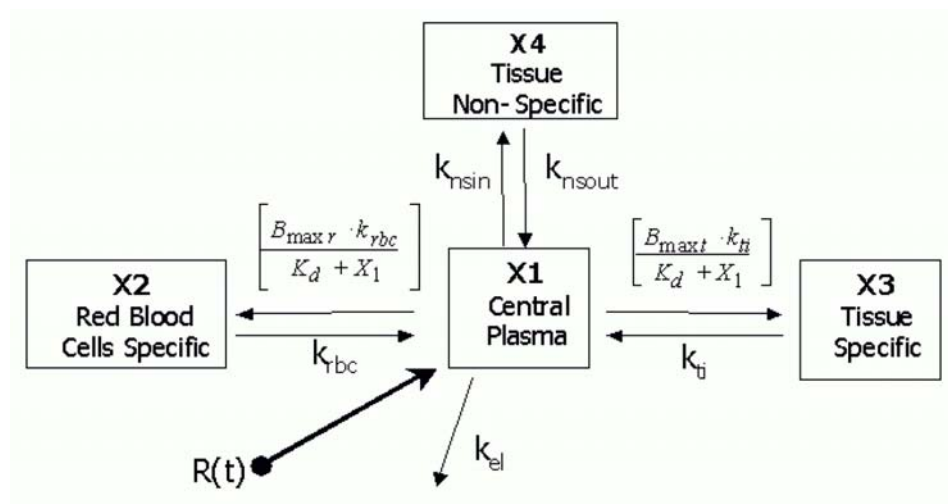 X4
Tissue
Non-Specific
k_nsin
k_nsout
[B_max r · k_rbc / K_d + X_1]
[B_max t · k_ti / K_d + X_1]
X2
Red Blood
Cells Specific
X1
Central
Plasma
X3
Tissue
Specific
k_rbc
k_ti
R(t)
k_el